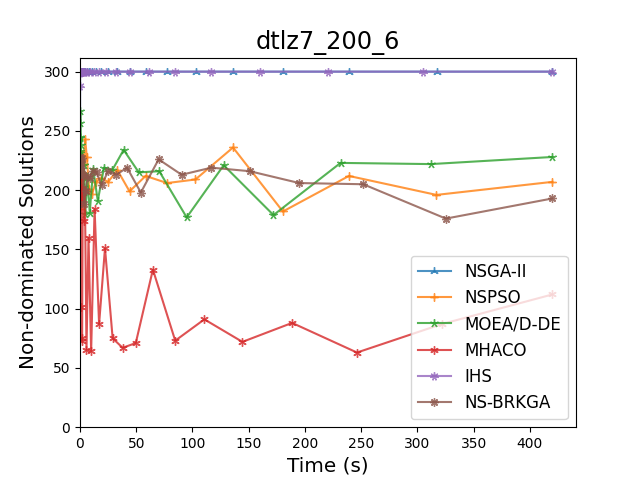 dtlz7_200_6
Non-dominated Solutions
300
250
200
150
100
50
0
0 50 100 150 200 250 300 350 400
Time (s)
NSGA-II
NSPSO
MOEA/D-DE
MHACO
IHS
NS-BRKGA